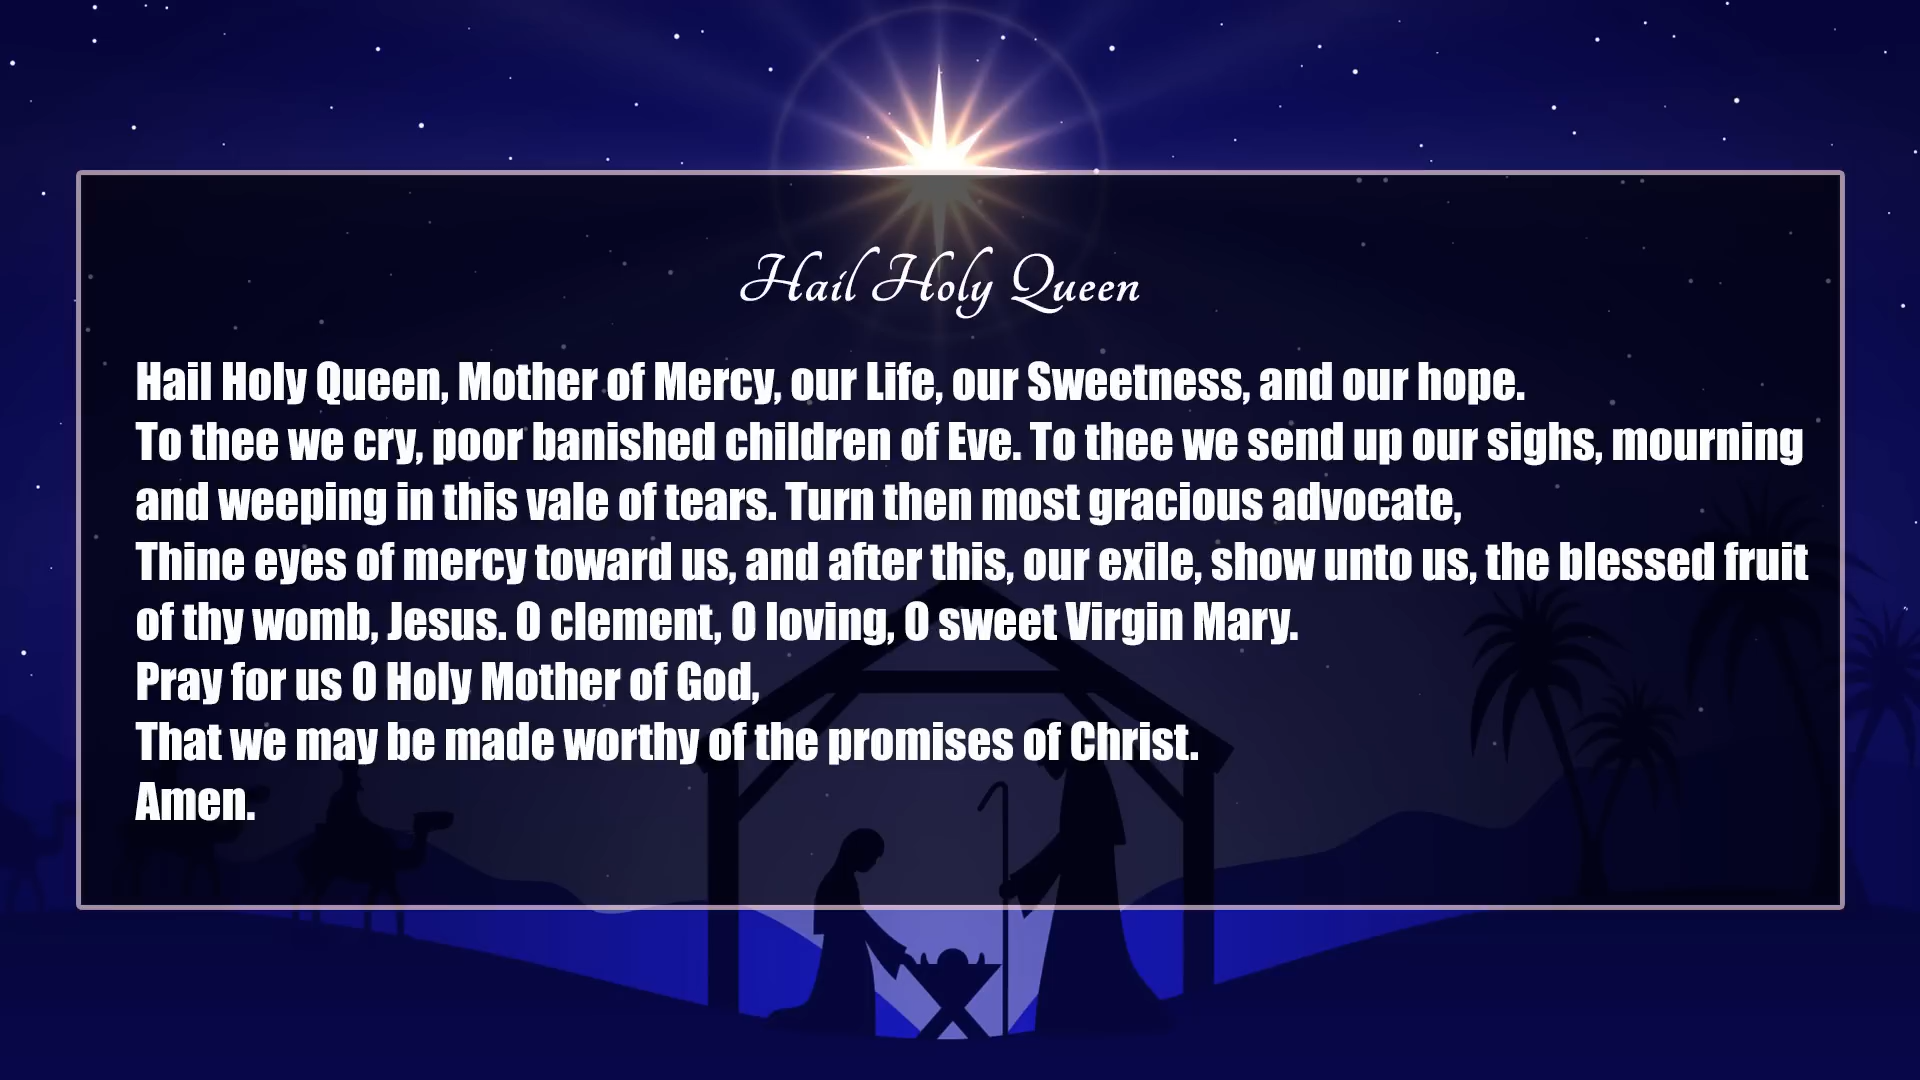 Hail Holy Queen
Hail Holy Queen, Mother of Mercy, our Life, our Sweetness, and our hope.
To thee we cry, poor banished children of Eve. To thee we send up our sighs, mourning
and weeping in this vale of tears. Turn then most gracious advocate,
Thine eyes of mercy toward us, and after this, our exile, show unto us, the blessed fruit
of thy womb, Jesus. O clement, O loving, O sweet Virgin Mary.
Pray for us O Holy Mother of God,
That we may be made worthy of the promises of Christ.
Amen.